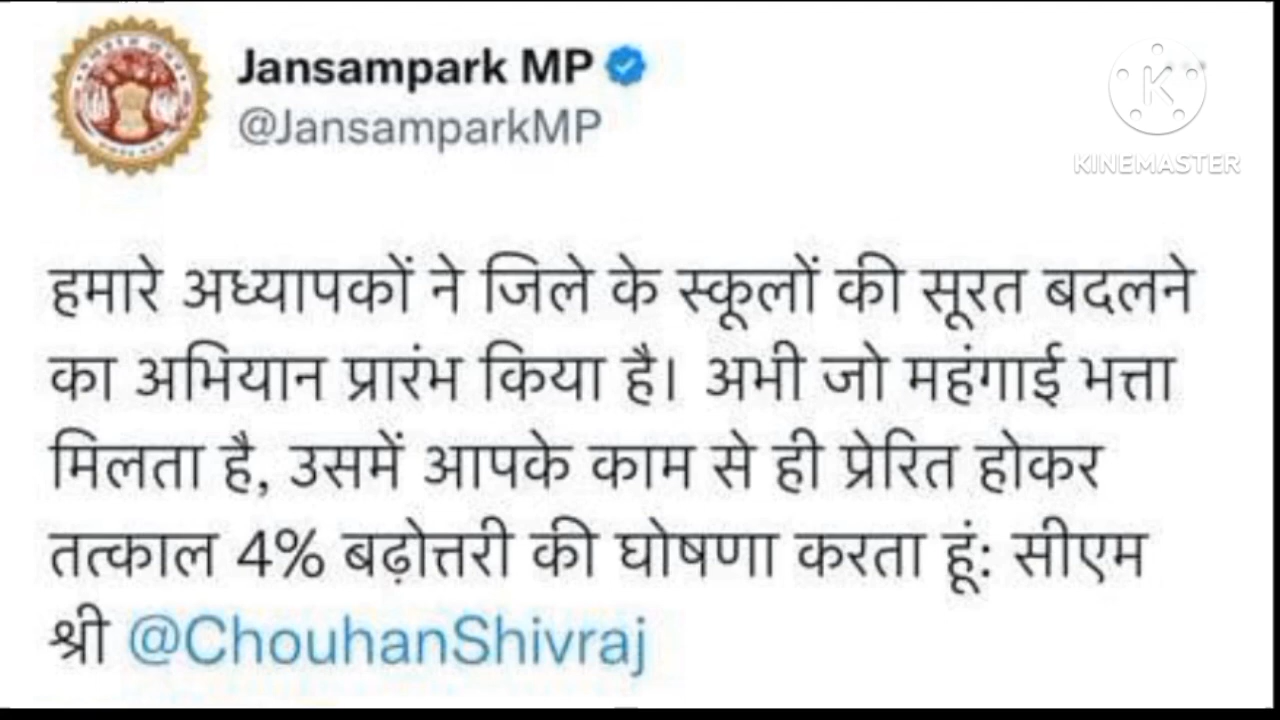 Jansampark MP
@JansamparkMP
KINEMASTER
हमारे अध्यापकों ने जिले के स्कूलों की सूरत बदलने
का अभियान प्रारंभ किया है। अभी जो महंगाई भत्ता
मिलता है, उसमें आपके काम से ही प्रेरित होकर
तत्काल 4% बढ़ोत्तरी की घोषणा करता हूं: सीएम
श्री @ChouhanShivraj